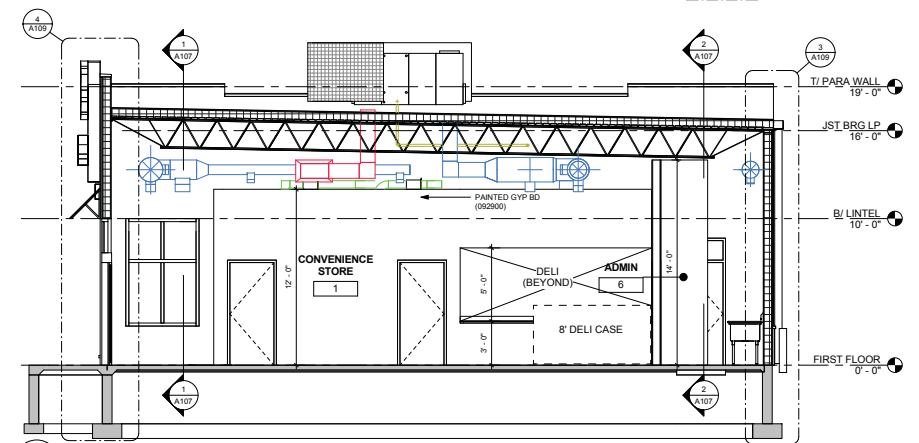 4
A109
1
A107
2
A107
3
A109
T/ PARA WALL
19' - 0"
JST BRG LP
16' - 0"
B/ LINTEL
10' - 0"
PAINTED GYP BD
(092900)
CONVENIENCE
STORE
1
12' - 0"
5' - 0"
3' - 0"
DELI
(BEYOND)
ADMIN
6
14' - 0"
8' DELI CASE
FIRST FLOOR
0' - 0"
1
A107
2
A107